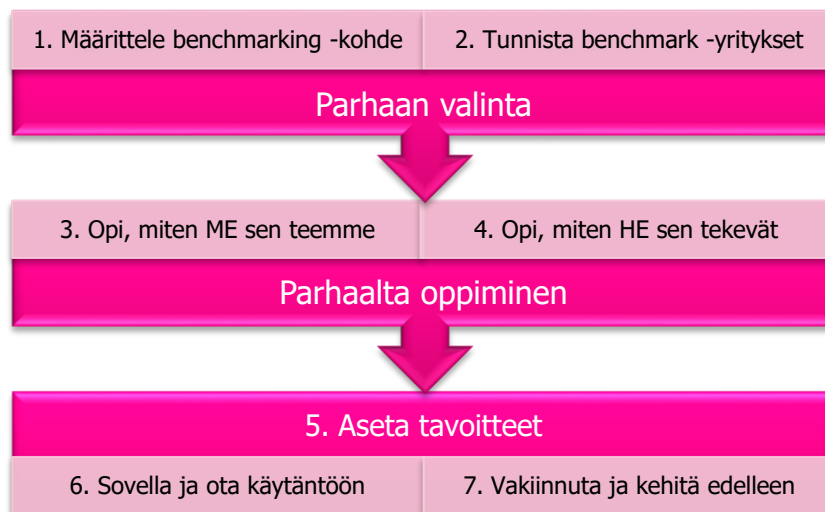 1. Määrittele benchmarking -kohde
2. Tunnista benchmark -yritykset
Parhaan valinta
3. Opi, miten ME sen teemme
4. Opi, miten HE sen tekevät
Parhaalta oppiminen
5. Aseta tavoitteet
6. Sovella ja ota käytäntöön
7. Vakiinnuta ja kehitä edelleen